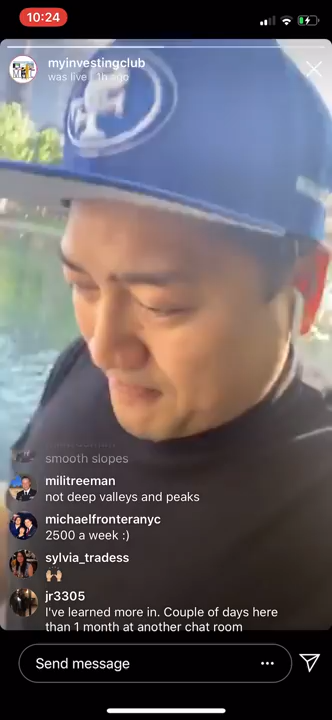 10:24
myinvestingclub
was live | 1h ago
smooth slopes
militreeman
not deep valleys and peaks
michaelfronteranyc
2500 a week :)
sylvia_tradess
🙌🏼
jr3305
I've learned more in. Couple of days here
than 1 month at another chat room
Send message